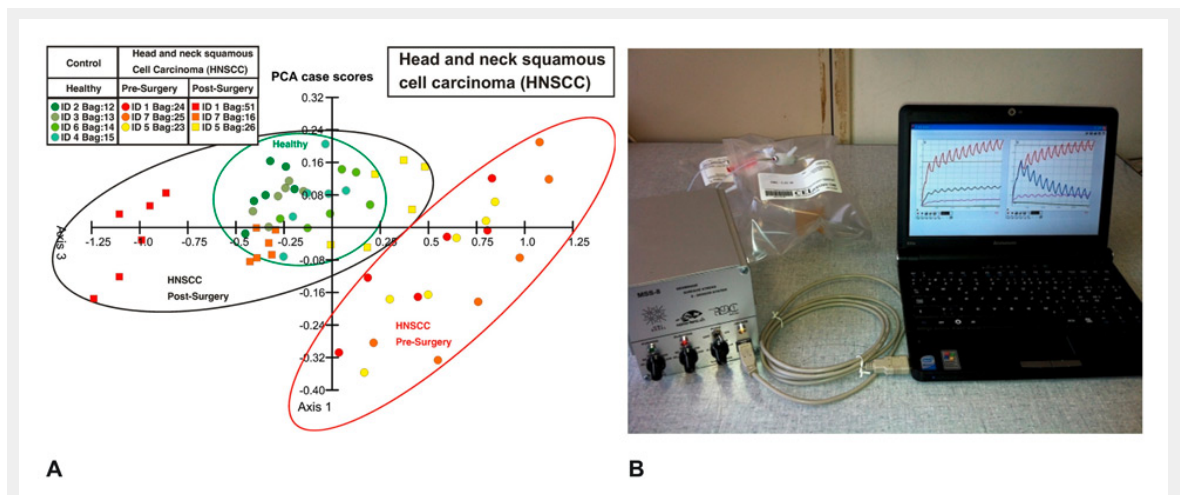 Control
Head and neck squamous
Cell Carcinoma (HNSCC)
Healthy
Pre-Surgery
Post-Surgery
ID 2 Bag:12
ID 1 Bag:24
ID 1 Bag:51
ID 3 Bag:13
ID 7 Bag:25
ID 7 Bag:16
ID 6 Bag:14
ID 5 Bag:23
ID 5 Bag:26
ID 4 Bag:15
PCA case scores
Head and neck squamous
cell carcinoma (HNSCC)
0.32
0.24
0.16
0.08
-1.25
-1.0
-0.75
-0.25
0.25
0.5
0.75
1.0
1.25
-0.08
-0.16
-0.24
-0.32
-0.40
Axis 3
Axis 1
Healthy
HNSCC
Post-Surgery
HNSCC
Pre-Surgery
A
MSS-8
lenovo
B